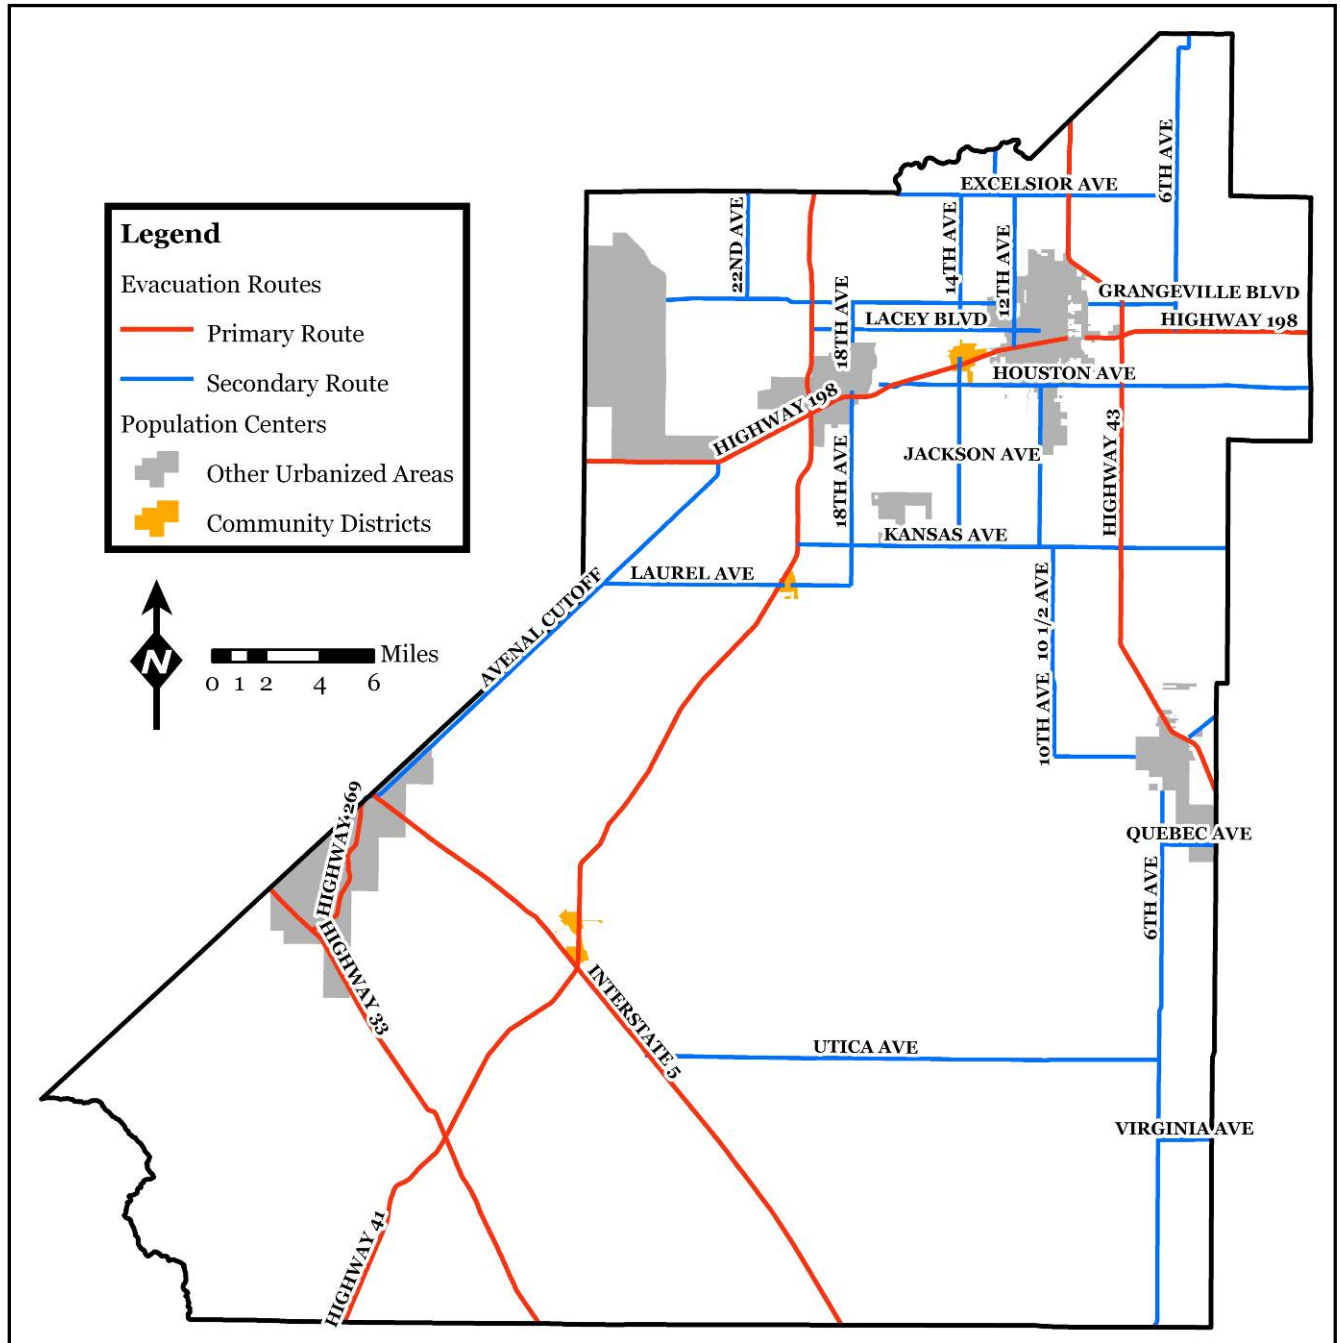 EXCELSIOR AVE
6TH AVE
22ND AVE
14TH AVE
12TH AVE
GRANGEVILLE BLVD
18TH AVE
LACEY BLVD
HIGHWAY 198
HOUSTON AVE
HIGHWAY 198
HIGHWAY 43
JACKSON AVE
18TH AVE
KANSAS AVE
LAUREL AVE
10 1/2 AVE
10TH AVE
AVENAL CUTOFF
Legend
Evacuation Routes
Primary Route
Secondary Route
Population Centers
Other Urbanized Areas
Community Districts
N
Miles
0 1 2 4 6
HIGHWAY 269
HIGHWAY 33
QUEBEC AVE
6TH AVE
INTERSTATE 5
UTICA AVE
VIRGINIA AVE
HIGHWAY 41